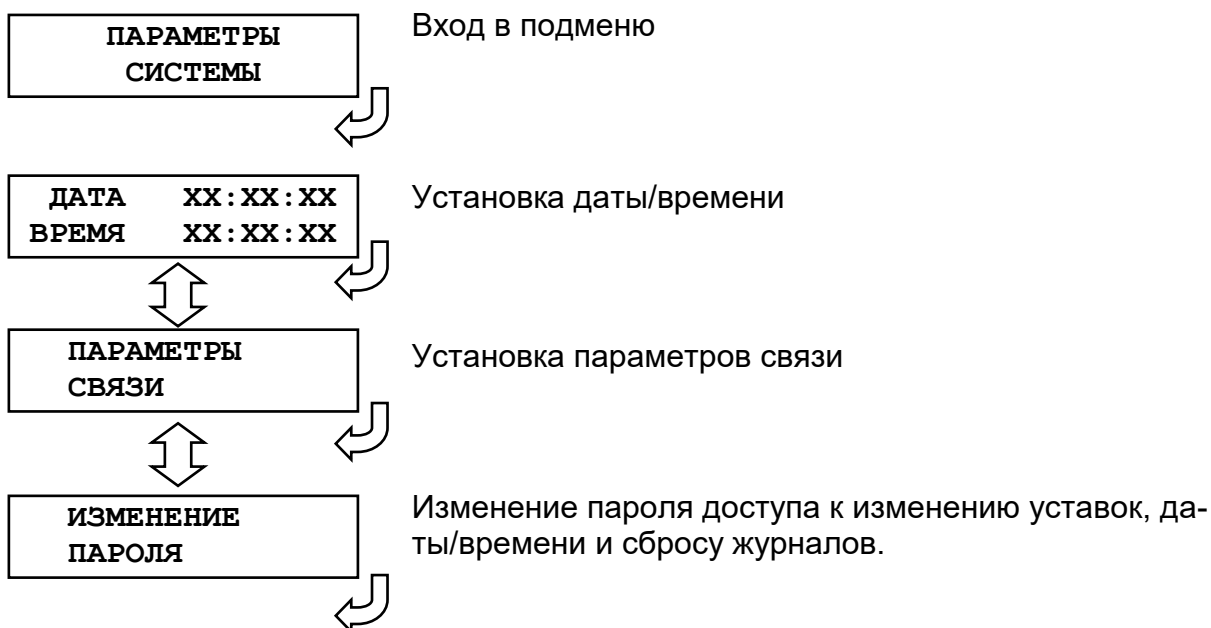 ПАРАМЕТРЫ
СИСТЕМЫ
Вход в подменю
ДАТА XX:XX:XX
ВРЕМЯ XX:XX:XX
Установка даты/времени
ПАРАМЕТРЫ
СВЯЗИ
Установка параметров связи
ИЗМЕНЕНИЕ
ПАРОЛЯ
Изменение пароля доступа к изменению уставок, да-
ты/времени и сбросу журналов.